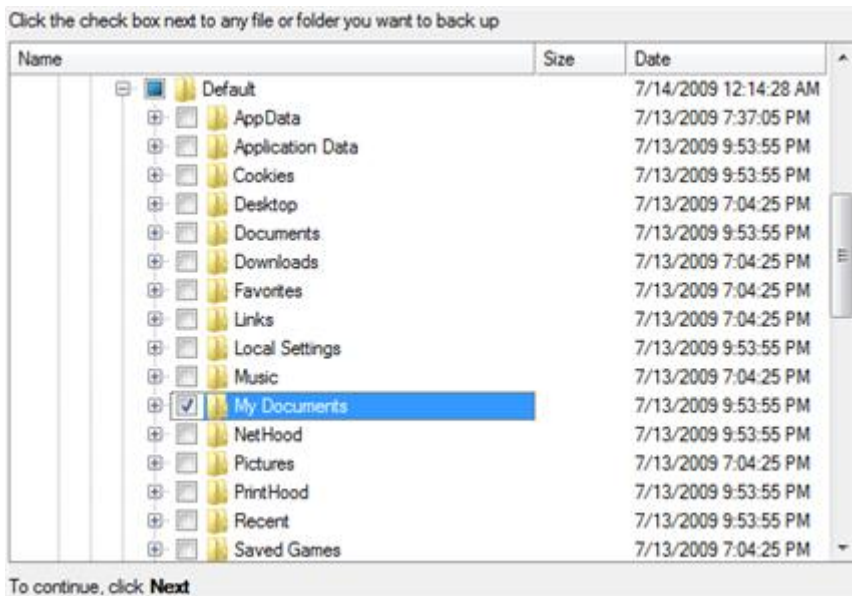 Click the check box next to any file or folder you want to back up
Name Size Date
Default 7/14/2009 12:14:28 AM
AppData 7/13/2009 7:37:05 PM
Application Data 7/13/2009 9:53:55 PM
Cookies 7/13/2009 9:53:55 PM
Desktop 7/13/2009 7:04:25 PM
Documents 7/13/2009 9:53:55 PM
Downloads 7/13/2009 7:04:25 PM
Favorites 7/13/2009 7:04:25 PM
Links 7/13/2009 7:04:25 PM
Local Settings 7/13/2009 9:53:55 PM
Music 7/13/2009 7:04:25 PM
My Documents 7/13/2009 9:53:55 PM
NetHood 7/13/2009 9:53:55 PM
Pictures 7/13/2009 7:04:25 PM
PrintHood 7/13/2009 9:53:55 PM
Recent 7/13/2009 9:53:55 PM
Saved Games 7/13/2009 7:04:25 PM
To continue, click Next